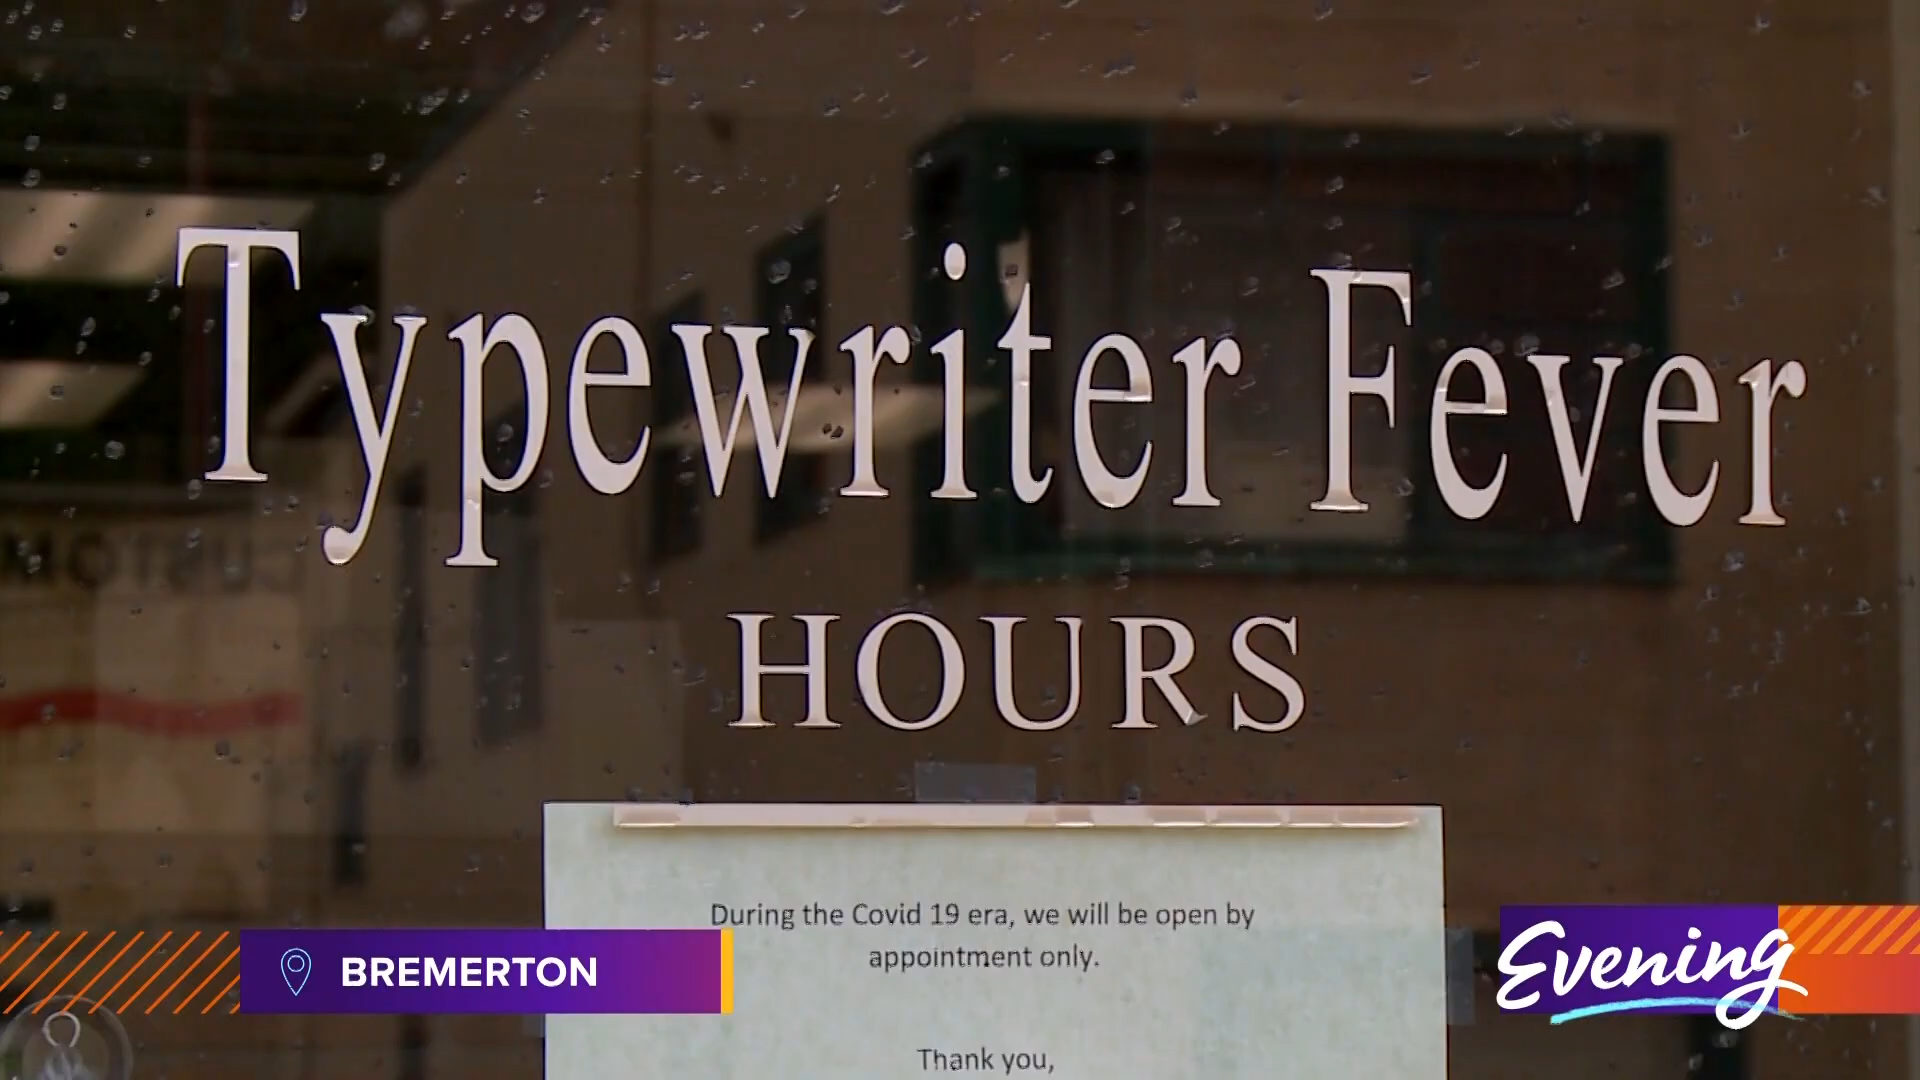 Typewriter Fever
HOURS
CUSTOM
During the Covid 19 era, we will be open by
appointment only.
Thank you,
BREMERTON
Evening